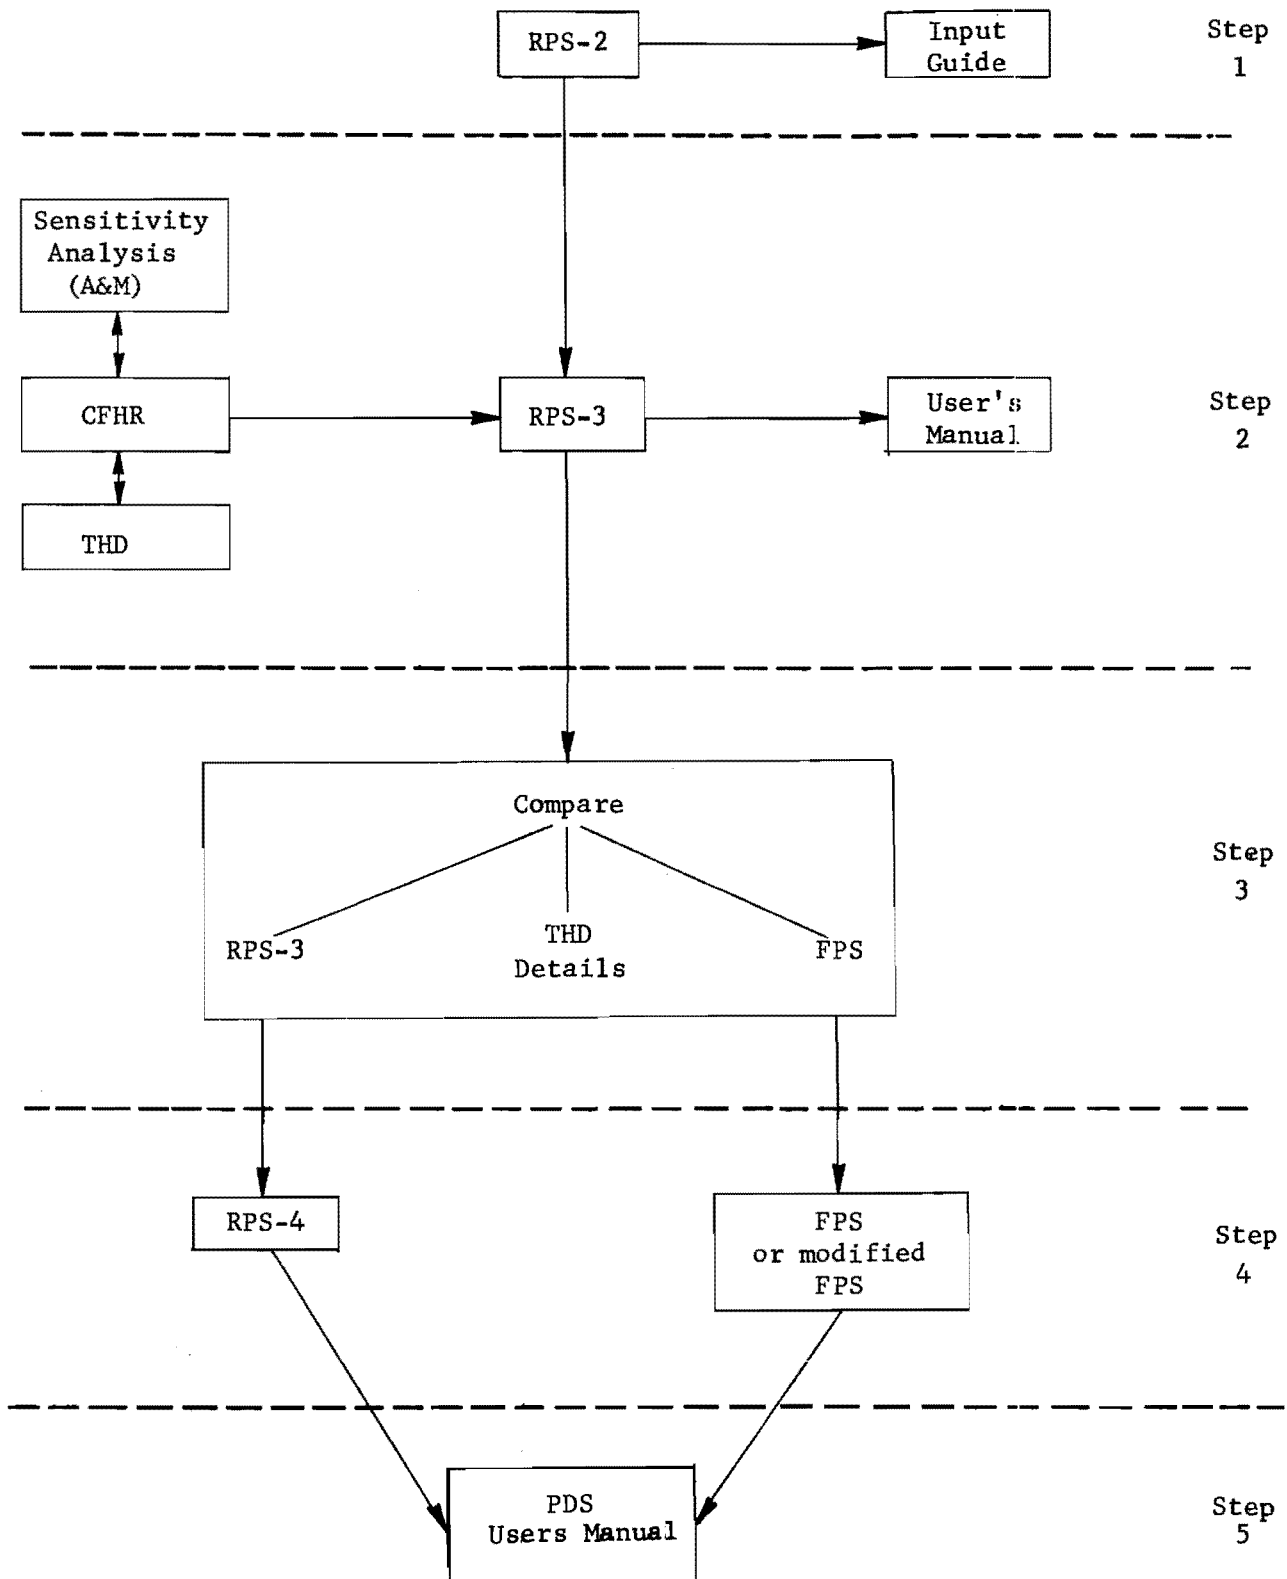 RPS-2
Input
Guide
Step
1
Sensitivity
Analysis
(A&M)
CFHR
RPS-3
User's
Manual
Step
2
THD
Compare
RPS-3
THD
Details
FPS
Step
3
RPS-4
FPS
or modified
FPS
Step
4
PDS
Users Manual
Step
5